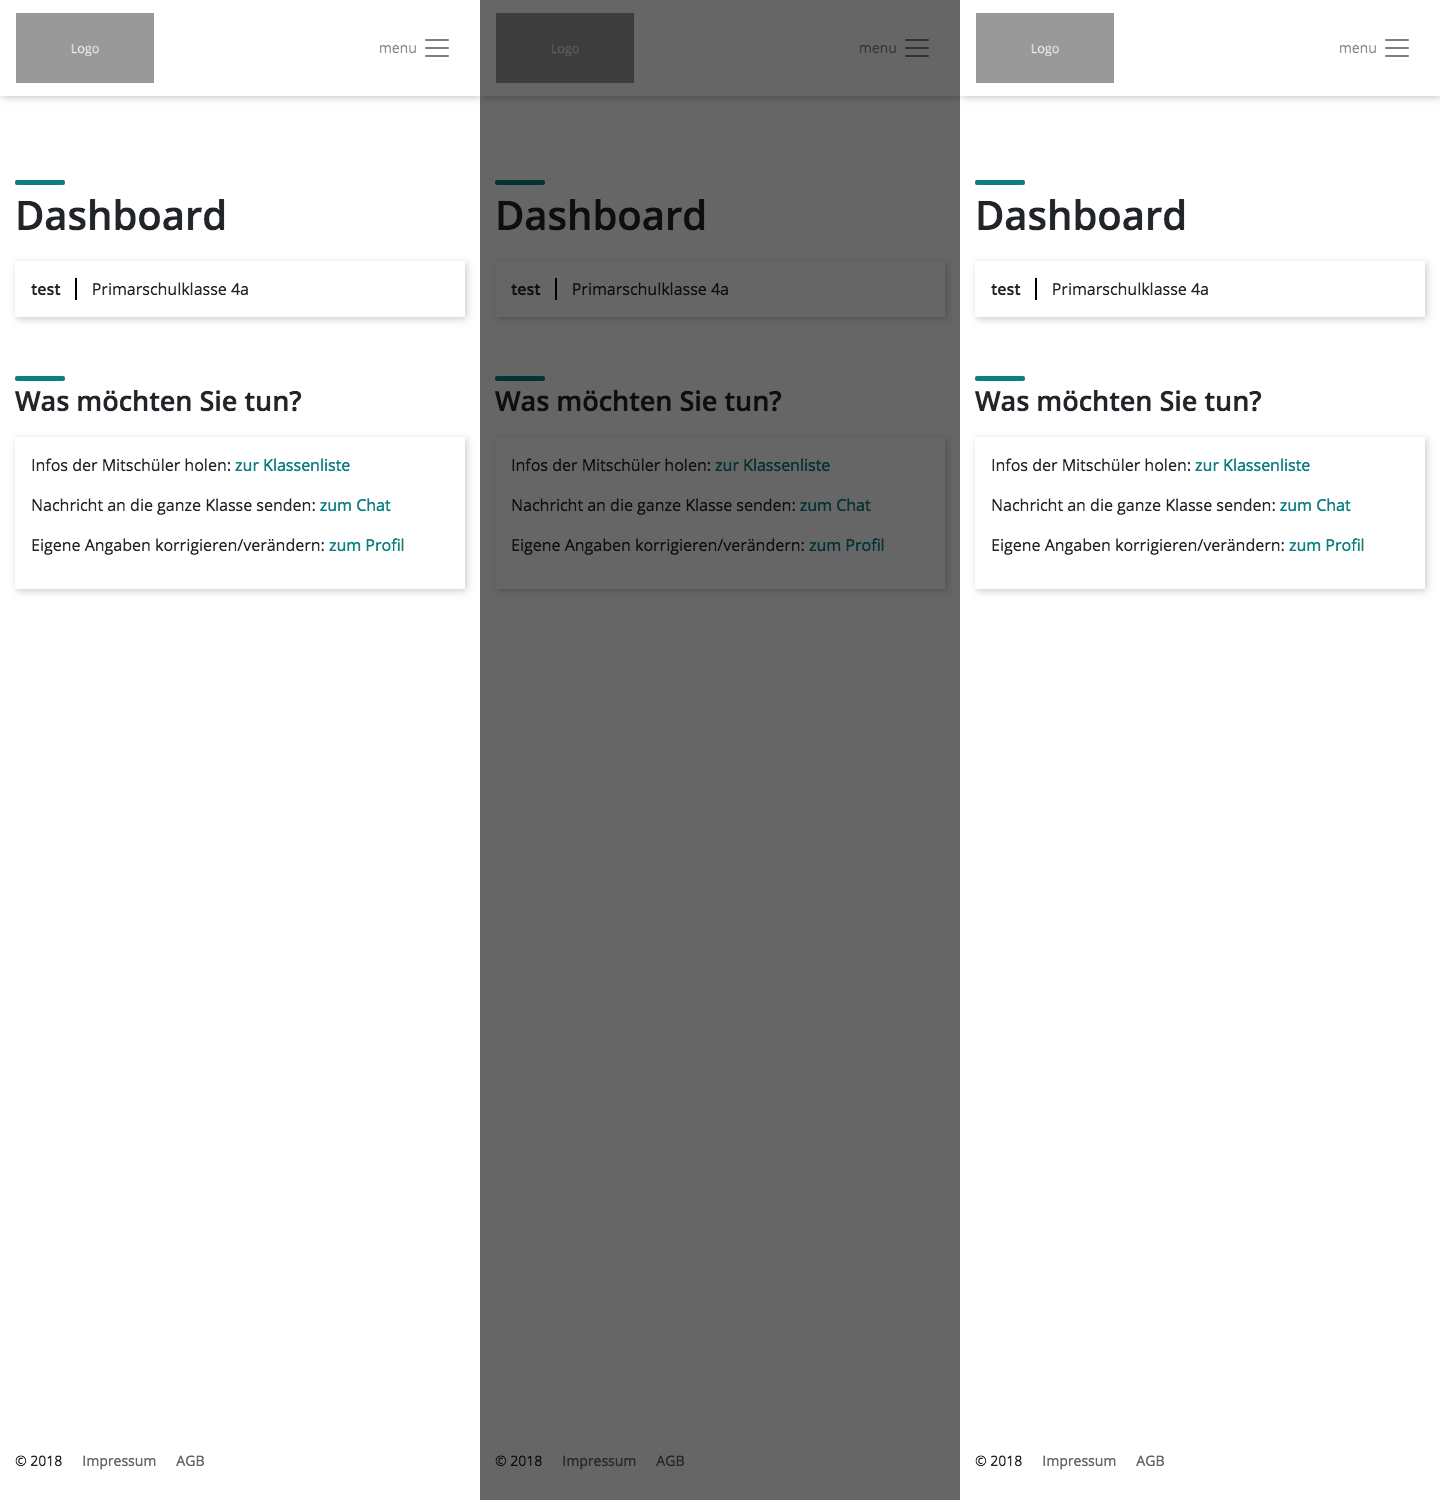 Logo
menu
Dashboard
test
Primarschulklasse 4a
Was möchten Sie tun?
Infos der Mitschüler holen: zur Klassenliste
Nachricht an die ganze Klasse senden: zum Chat
Eigene Angaben korrigieren/verändern: zum Profil
© 2018 Impressum AGB
Logo
menu
Dashboard
test
Primarschulklasse 4a
Was möchten Sie tun?
Infos der Mitschüler holen: zur Klassenliste
Nachricht an die ganze Klasse senden: zum Chat
Eigene Angaben korrigieren/verändern: zum Profil
© 2018 Impressum AGB
Logo
menu
Dashboard
test
Primarschulklasse 4a
Was möchten Sie tun?
Infos der Mitschüler holen: zur Klassenliste
Nachricht an die ganze Klasse senden: zum Chat
Eigene Angaben korrigieren/verändern: zum Profil
© 2018 Impressum AGB